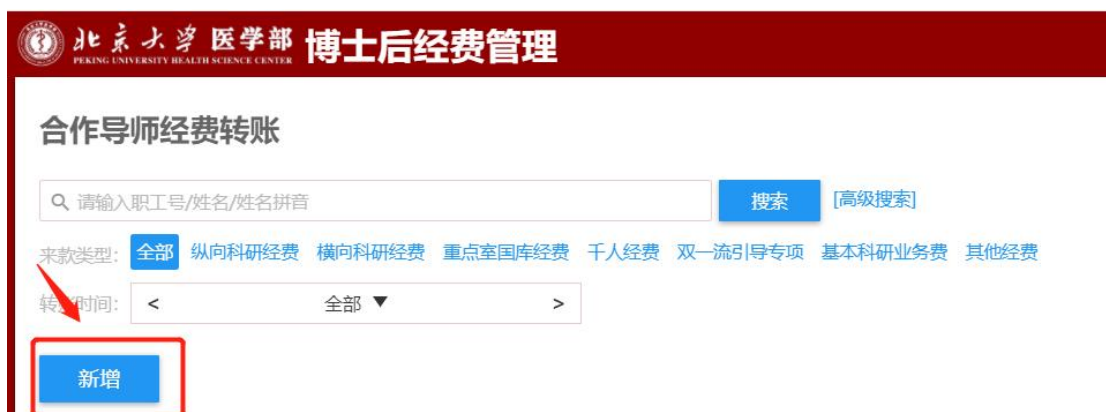 北京大学医学部 博士后经费管理
PEKING UNIVERSITY HEALTH SCIENCE CENTER
合作导师经费转账
请输入职工号/姓名/姓名拼音 搜索 [高级搜索]
来款类型: 全部 纵向科研经费 横向科研经费 重点室国库经费 千人经费 双一流引导专项 基本科研业务费 其他经费
转账时间: < 全部 ▼ >
新增